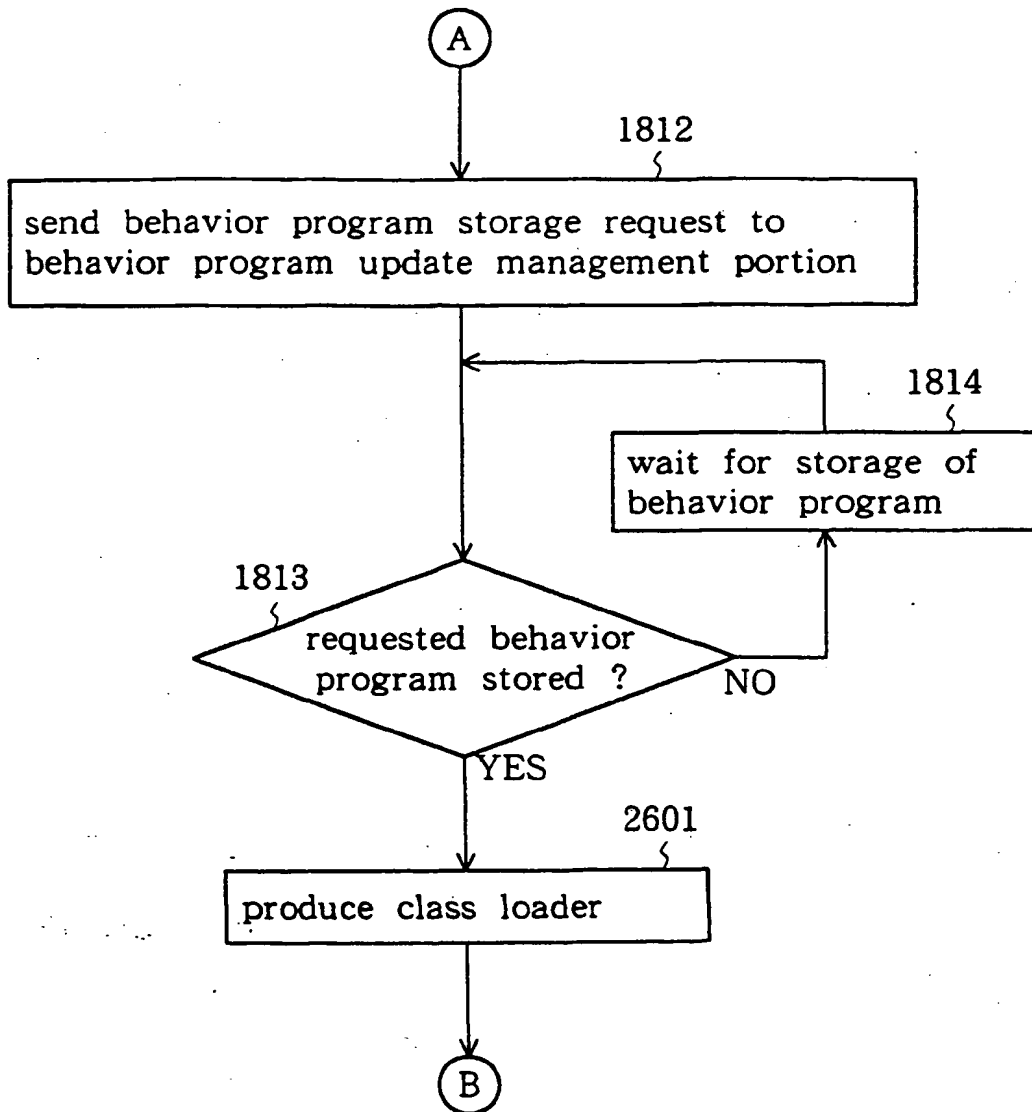 A
1812
send behavior program storage request to
behavior program update management portion
1814
wait for storage of
behavior program
1813
requested behavior
program stored ?
NO
YES
2601
produce class loader
B